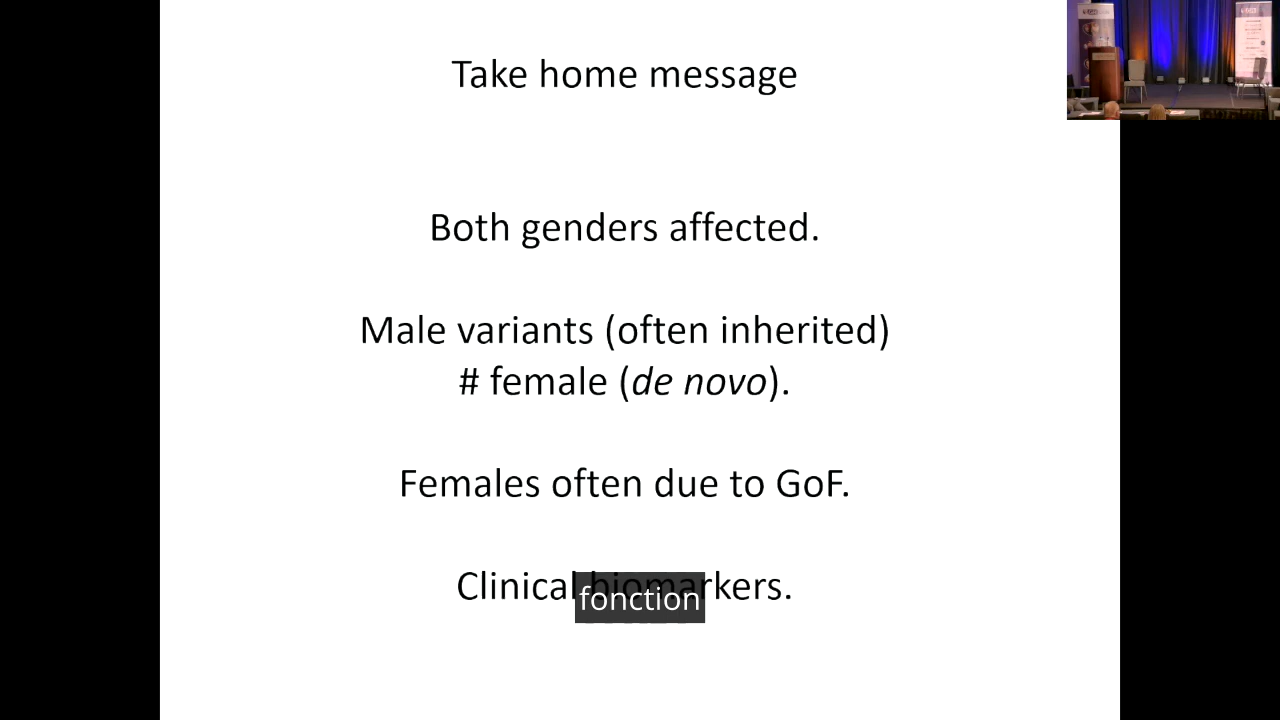 Take home message
Both genders affected.
Male variants (often inherited)
# female (de novo).
Females often due to GoF.
Clinical biomarkers.
fonction